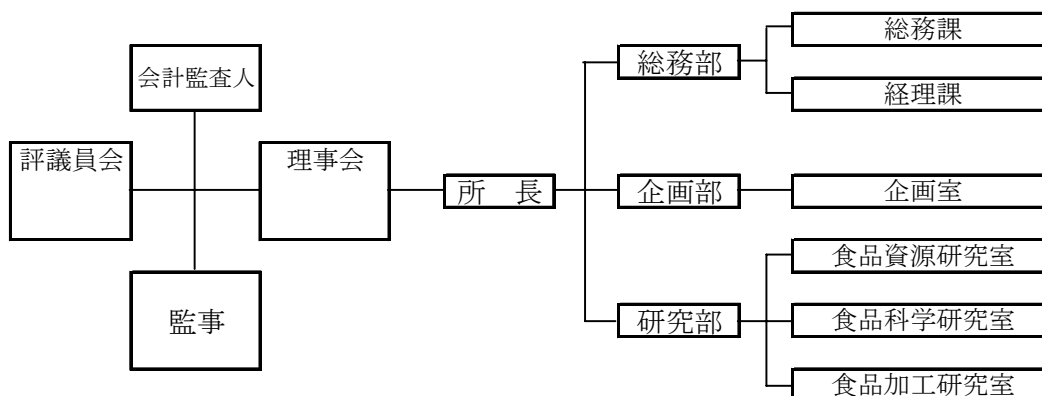 会計監査人
評議員会
理事会
監事
所　長
総務部
総務課
経理課
企画部
企画室
研究部
食品資源研究室
食品科学研究室
食品加工研究室